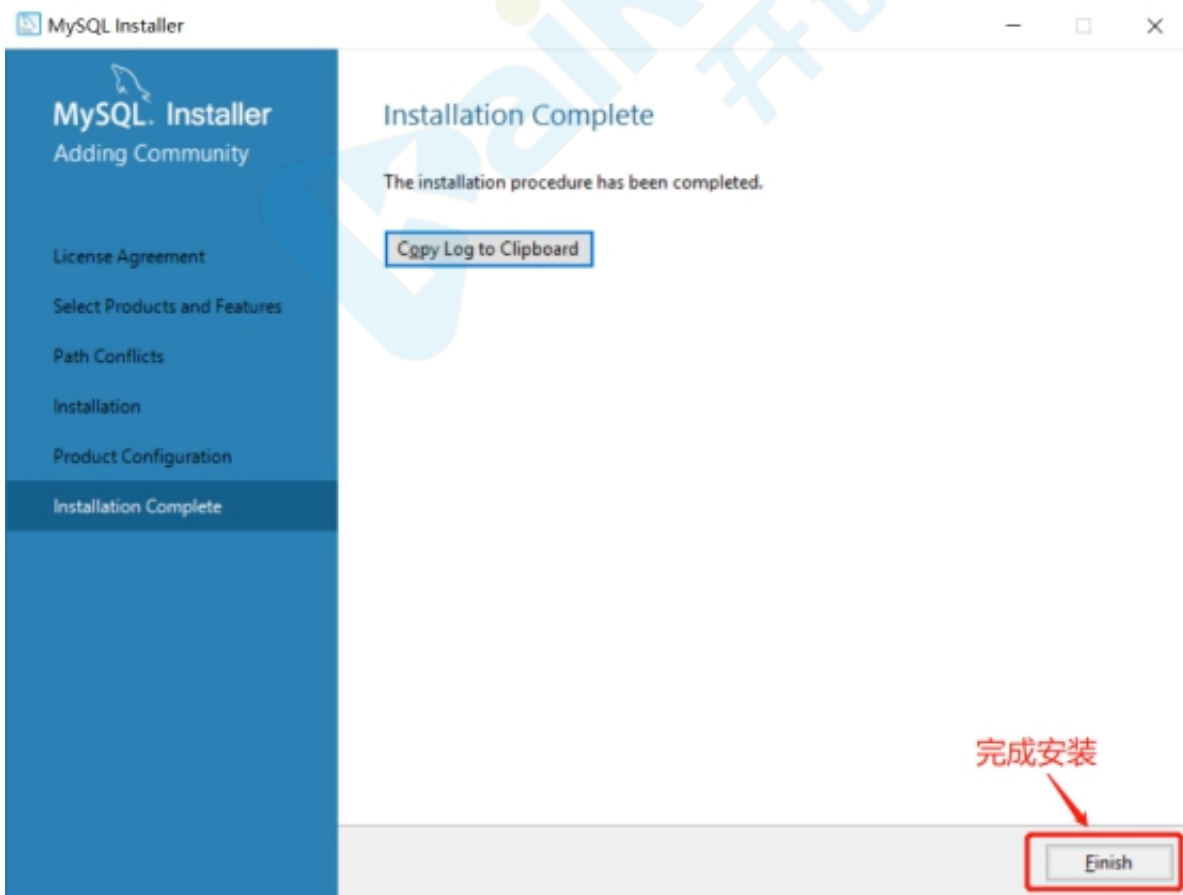 MySQL Installer
MySQL. Installer
Adding Community
License Agreement
Select Products and Features
Path Conflicts
Installation
Product Configuration
Installation Complete
Installation Complete
The installation procedure has been completed.
Copy Log to Clipboard
完成安装
Finish